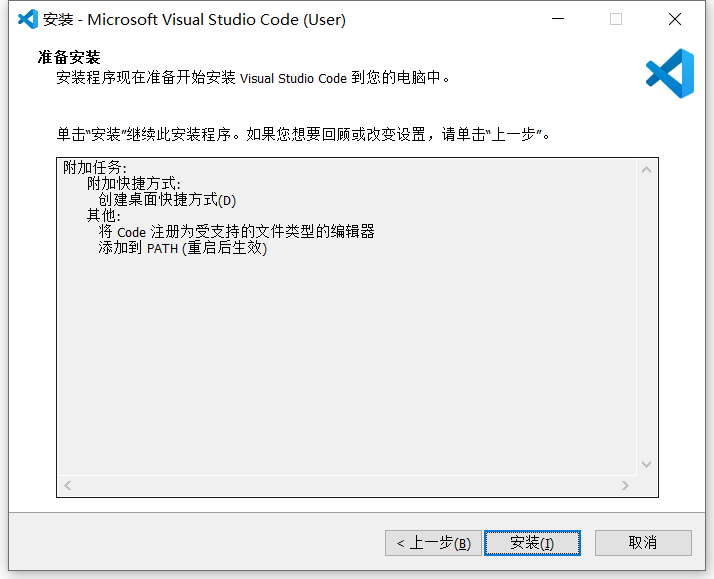 安装 - Microsoft Visual Studio Code (User)
准备安装
安装程序现在准备开始安装 Visual Studio Code 到您的电脑中。
单击“安装”继续此安装程序。如果您想要回顾或改变设置，请单击“上一步”。
附加任务:
附加快捷方式:
创建桌面快捷方式(D)
其他:
将 Code 注册为受支持的文件类型的编辑器
添加到 PATH (重启后生效)
< 上一步(B)
安装(I)
取消